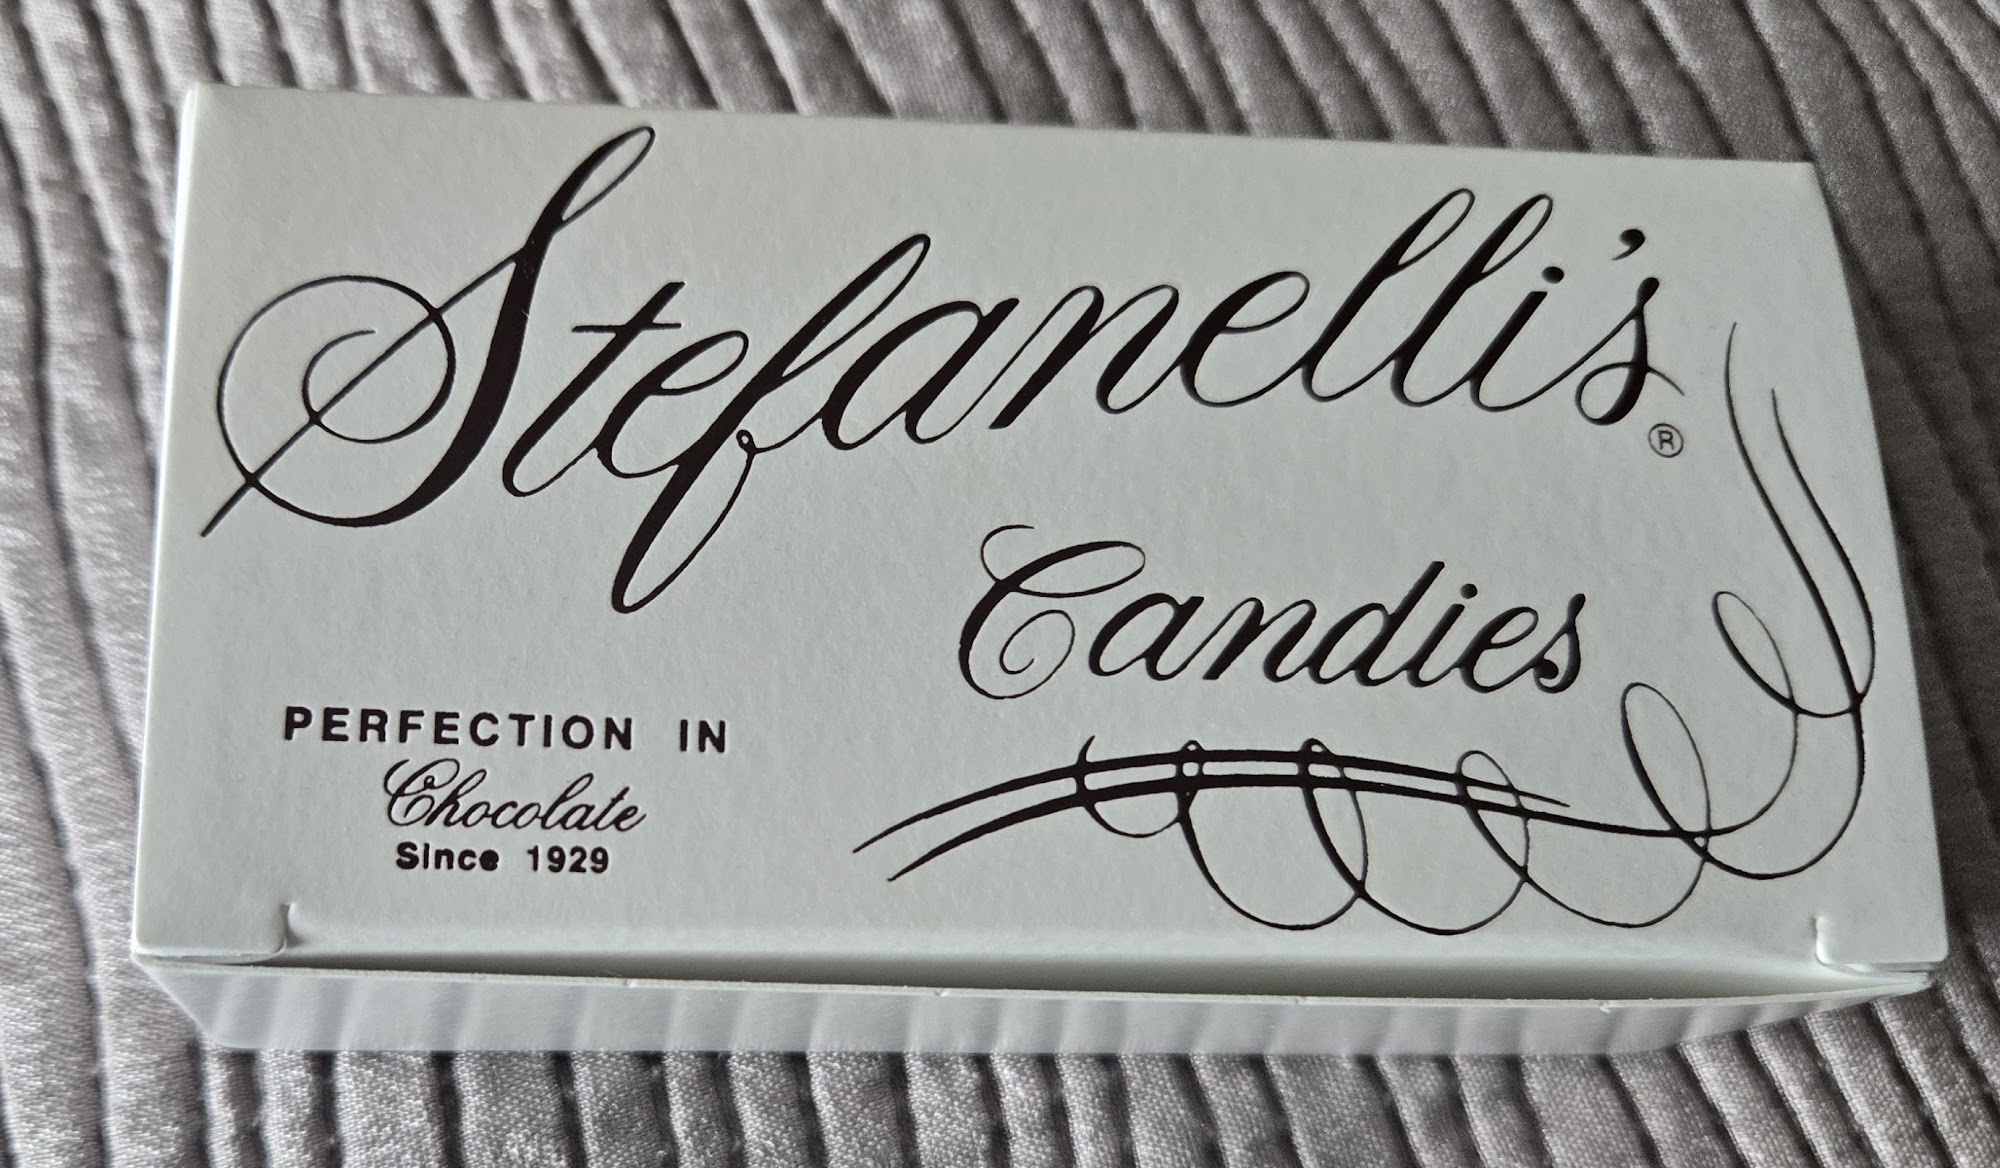 Stefanelli's®
Candies
PERFECTION IN
Chocolate
Since 1929